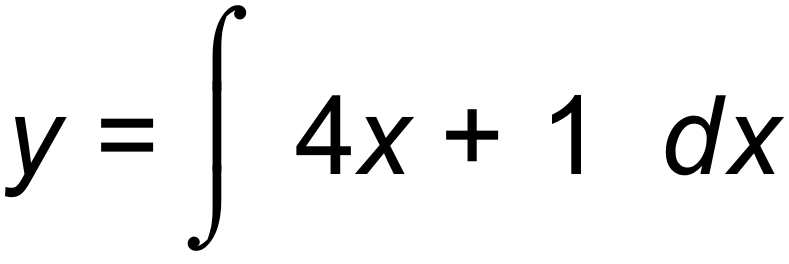 y = ∫ 4x + 1 dx